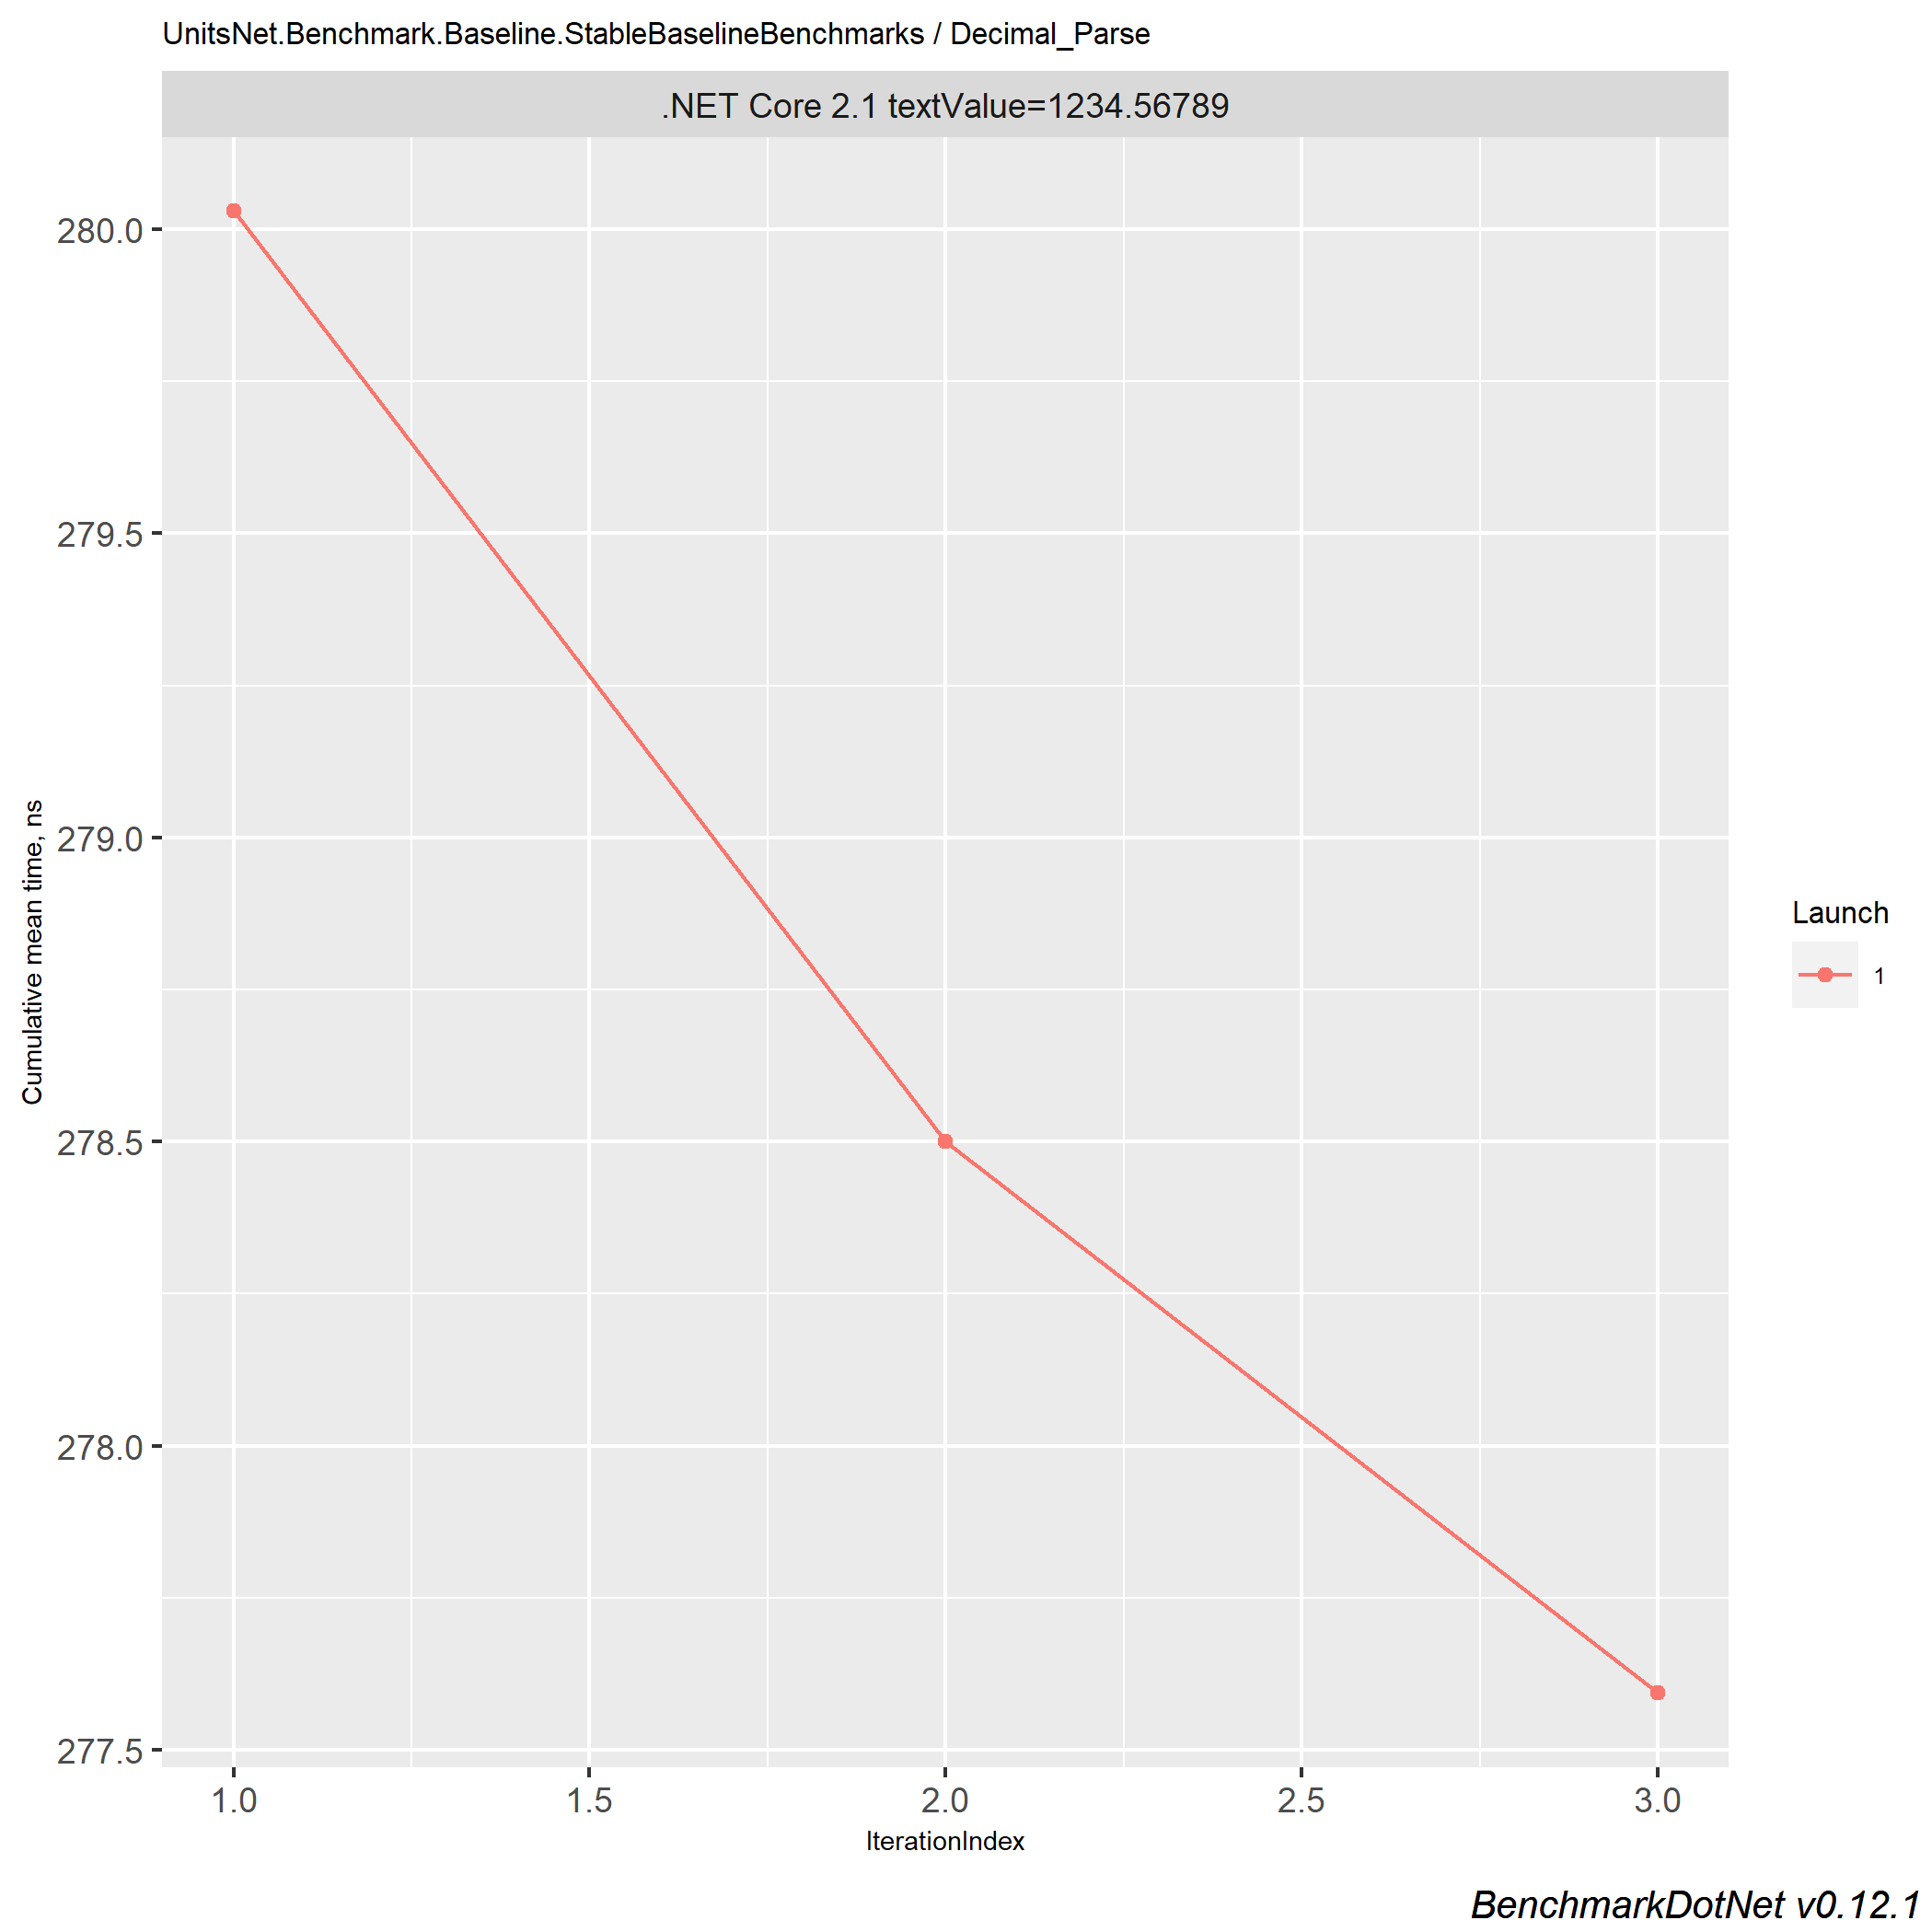 UnitsNet.Benchmark.Baseline.StableBaselineBenchmarks / Decimal_Parse
.NET Core 2.1 textValue=1234.56789
280.0
279.5
279.0
278.5
278.0
277.5
Cumulative mean time, ns
1.0 1.5 2.0 2.5 3.0
IterationIndex
Launch
1
BenchmarkDotNet v0.12.1